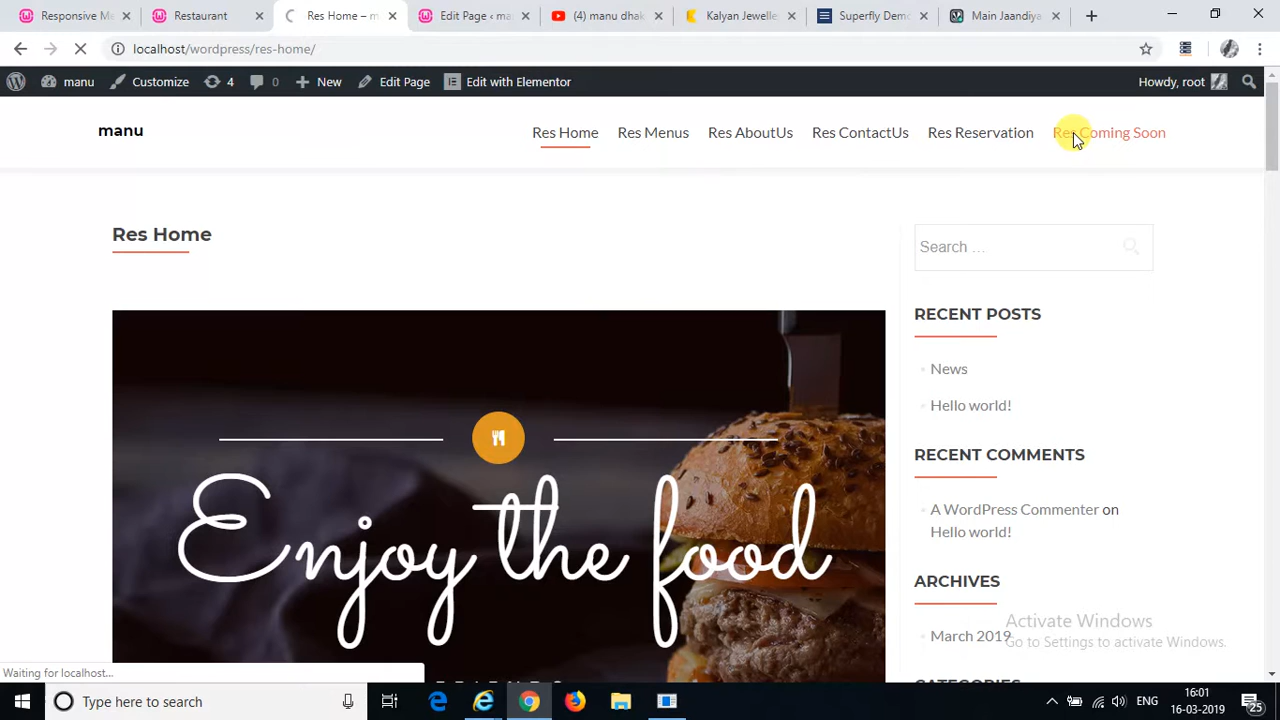 Responsive M
Restaurant
Res Home – m
Edit Page ‹ ma
(4) manu dhak
Kalyan Jewelle
Superfly Demo
Main Jaandiya
localhost/wordpress/res-home/
manu
Customize
4
0
New
Edit Page
Edit with Elementor
Howdy, root
manu
Res Home
Res Menus
Res AboutUs
Res ContactUs
Res Reservation
Res Coming Soon
Res Home
Search …
RECENT POSTS
News
Hello world!
Enjoy the food
RECENT COMMENTS
A WordPress Commenter on
Hello world!
ARCHIVES
March 2019
Activate Windows
Go to Settings to activate Windows.
Waiting for localhost...
Type here to search
ENG
16:01
16-03-2019
25